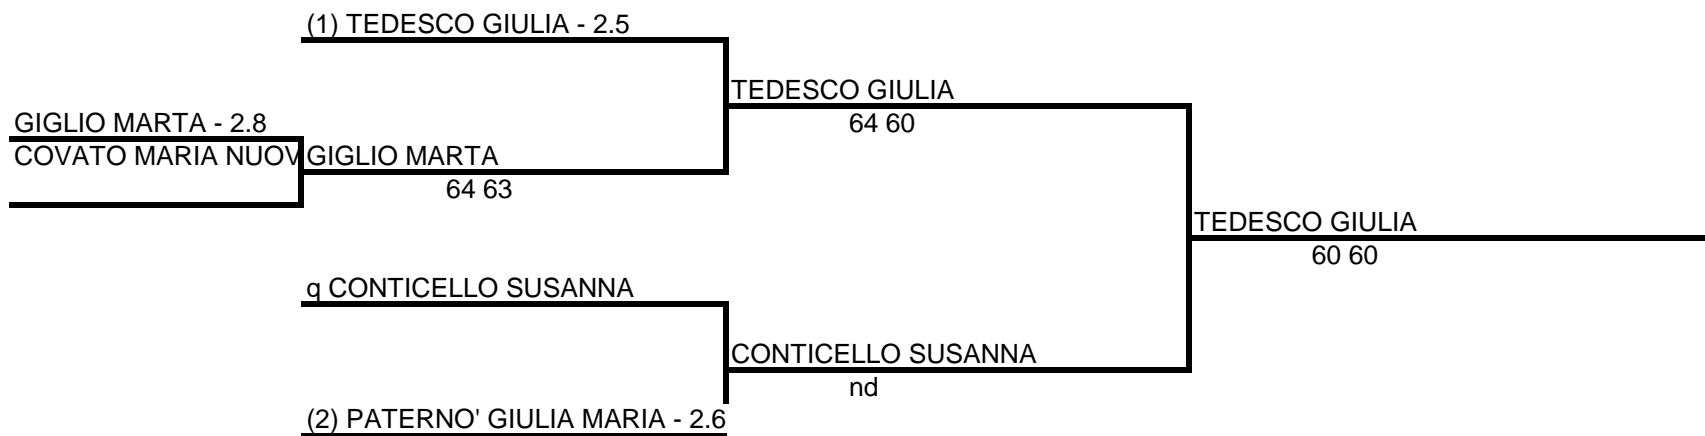 (1) TEDESCO GIULIA - 2.5
TEDESCO GIULIA
GIGLIO MARTA - 2.8
64 60
COVATO MARIA NUOV
GIGLIO MARTA
64 63
TEDESCO GIULIA
60 60
q CONTICELLO SUSANNA
CONTICELLO SUSANNA
nd
(2) PATERNO' GIULIA MARIA - 2.6